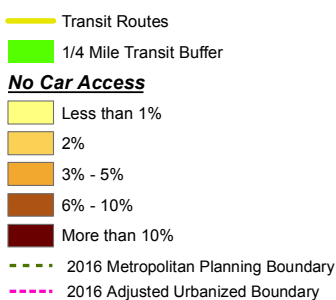 Transit Routes
1/4 Mile Transit Buffer
No Car Access
Less than 1%
2%
3% - 5%
6% - 10%
More than 10%
2016 Metropolitan Planning Boundary
2016 Adjusted Urbanized Boundary